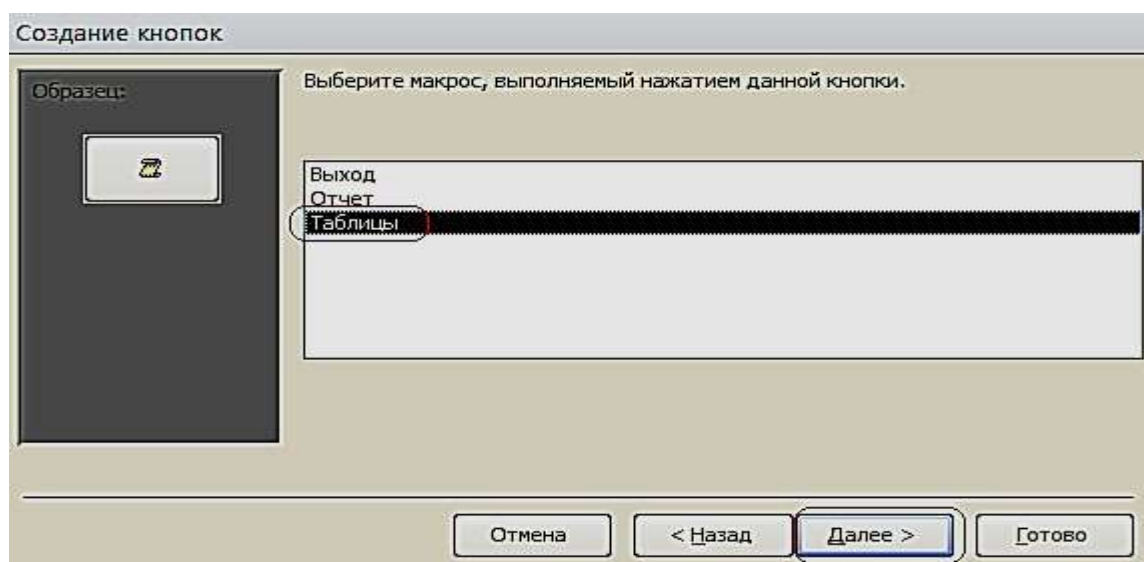 Создание кнопок
Образец:
Выберите макрос, выполняемый нажатием данной кнопки.
Выход
Отчет
Таблицы
Отмена
< Назад
Далее >
Готово